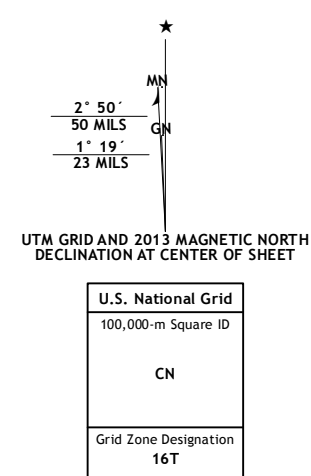 MN
2° 50´
50 MILS
GN
1° 19´
23 MILS
UTM GRID AND 2013 MAGNETIC NORTH
DECLINATION AT CENTER OF SHEET
U.S. National Grid
100,000-m Square ID
CN
Grid Zone Designation
16T